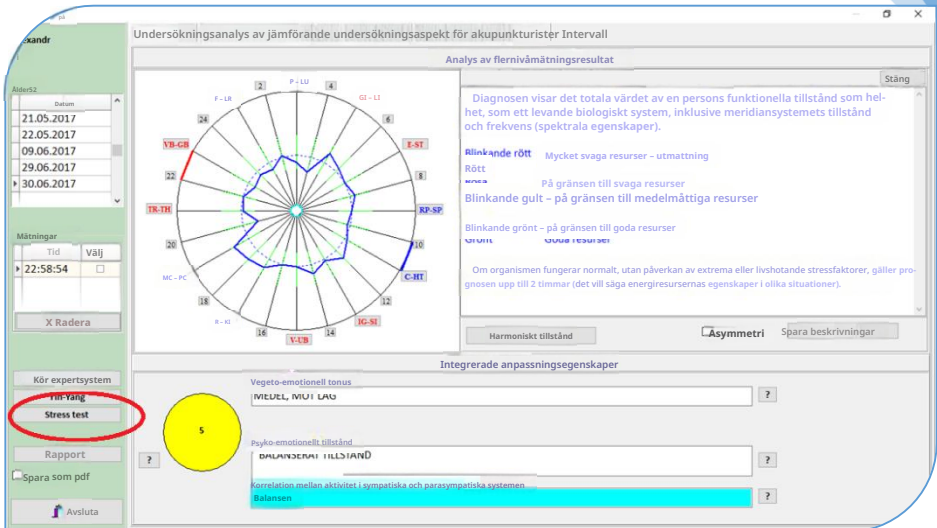 exandr
Undersökningsanalys av jämförande undersökningsaspekt för akupunkturister Intervall
Analys av flernivåmätningsresultat
Stäng
Ålder52
Datum
21.05.2017
22.05.2017
09.06.2017
29.06.2017
30.06.2017
Mätningar
Tid Välj
22:58:54
X Radera
Kör expertsystem
Yin-Yang
Stress test
Rapport
Spara som pdf
Avsluta
P – LU
2
4
F – LR
GI – LI
24
6
VB-GB
E-ST
22
8
TR-TH
RP-SP
20
10
MC – PC
C-HT
18
12
R – KI
IG-SI
16
14
V-UB
Diagnosen visar det totala värdet av en persons funktionella tillstånd som hel-
het, som ett levande biologiskt system, inklusive meridiansystemets tillstånd
och frekvens (spektrala egenskaper).
Blinkande rött Mycket svaga resurser – utmattning
Rött
Rosa På gränsen till svaga resurser
Blinkande gult – på gränsen till medelmåttiga resurser
Blinkande grönt – på gränsen till goda resurser
Grönt Goda resurser
Om organismen fungerar normalt, utan påverkan av extrema eller livshotande stressfaktorer, gäller pro-
gnosen upp till 2 timmar (det vill säga energiresursernas egenskaper i olika situationer).
Harmoniskt tillstånd
Asymmetri
Spara beskrivningar
Integrerade anpassningsegenskaper
Vegeto-emotionell tonus
MEDEL, MOT LÅG
?
5
Psyko-emotionellt tillstånd
BALANSERAT TILLSTÅND
?
?
Korrelation mellan aktivitet i sympatiska och parasympatiska systemen
Balansen
?